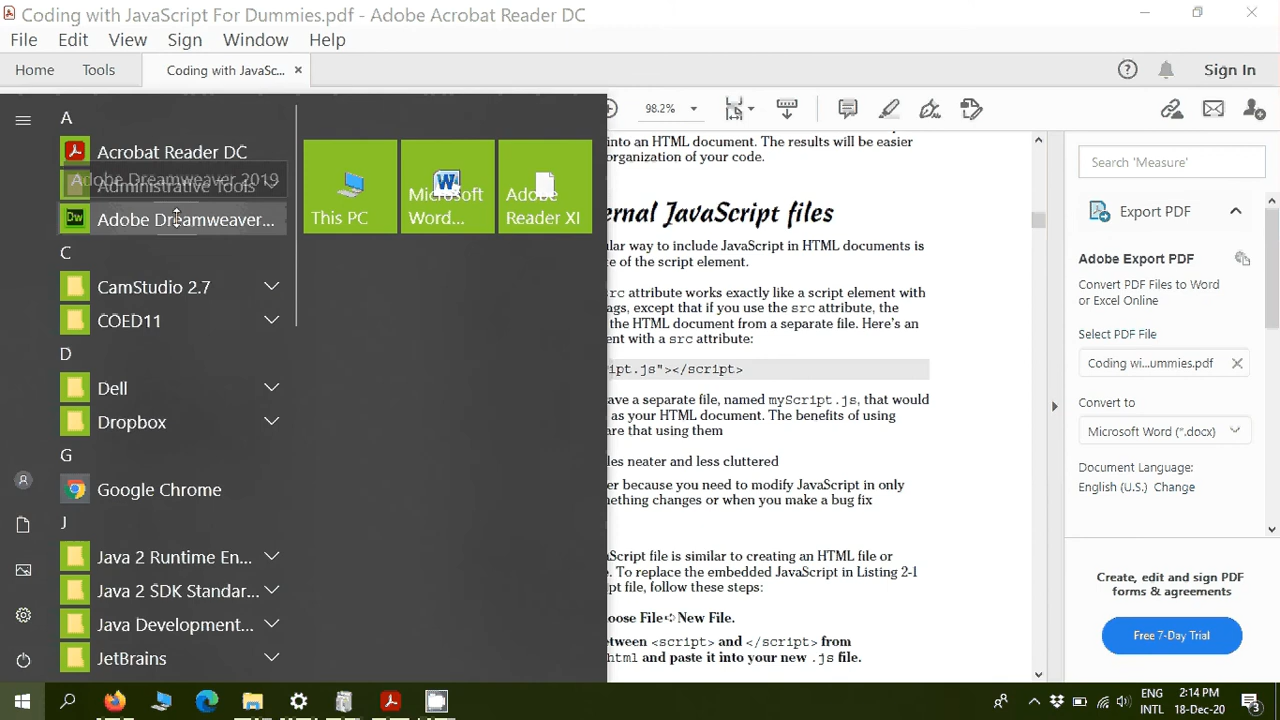 Coding with JavaScript For Dummies.pdf - Adobe Acrobat Reader DC
File Edit View Sign Window Help
Home Tools Coding with JavaSc... ×
Sign In
98.2%
A
Acrobat Reader DC
Adobe Dreamweaver 2019
Administrative Tools
Adobe Dreamweaver...
C
CamStudio 2.7
COED11
D
Dell
Dropbox
G
Google Chrome
J
Java 2 Runtime En...
Java 2 SDK Standar...
Java Development...
JetBrains
This PC
Microsoft
Word...
Adobe
Reader XI
into an HTML document. The results will be easier
organization of your code.
ernal JavaScript files
ular way to include JavaScript in HTML documents is
te of the script element.
src attribute works exactly like a script element with
ags, except that if you use the src attribute, the
the HTML document from a separate file. Here's an
ent with a src attribute:
ipt.js"></script>
ave a separate file, named myScript.js, that would
as your HTML document. The benefits of using
are that using them
les neater and less cluttered
er because you need to modify JavaScript in only
mething changes or when you make a bug fix
aScript file is similar to creating an HTML file or
e. To replace the embedded JavaScript in Listing 2-1
pt file, follow these steps:
oose File➪New File.
etween <script> and </script> from
html and paste it into your new .js file.
Search 'Measure'
Export PDF
Adobe Export PDF
Convert PDF Files to Word
or Excel Online
Select PDF File
Coding wi...ummies.pdf
Convert to
Microsoft Word (*.docx)
Document Language:
English (U.S.) Change
Create, edit and sign PDF
forms & agreements
Free 7-Day Trial
ENG
INTL
2:14 PM
18-Dec-20
3